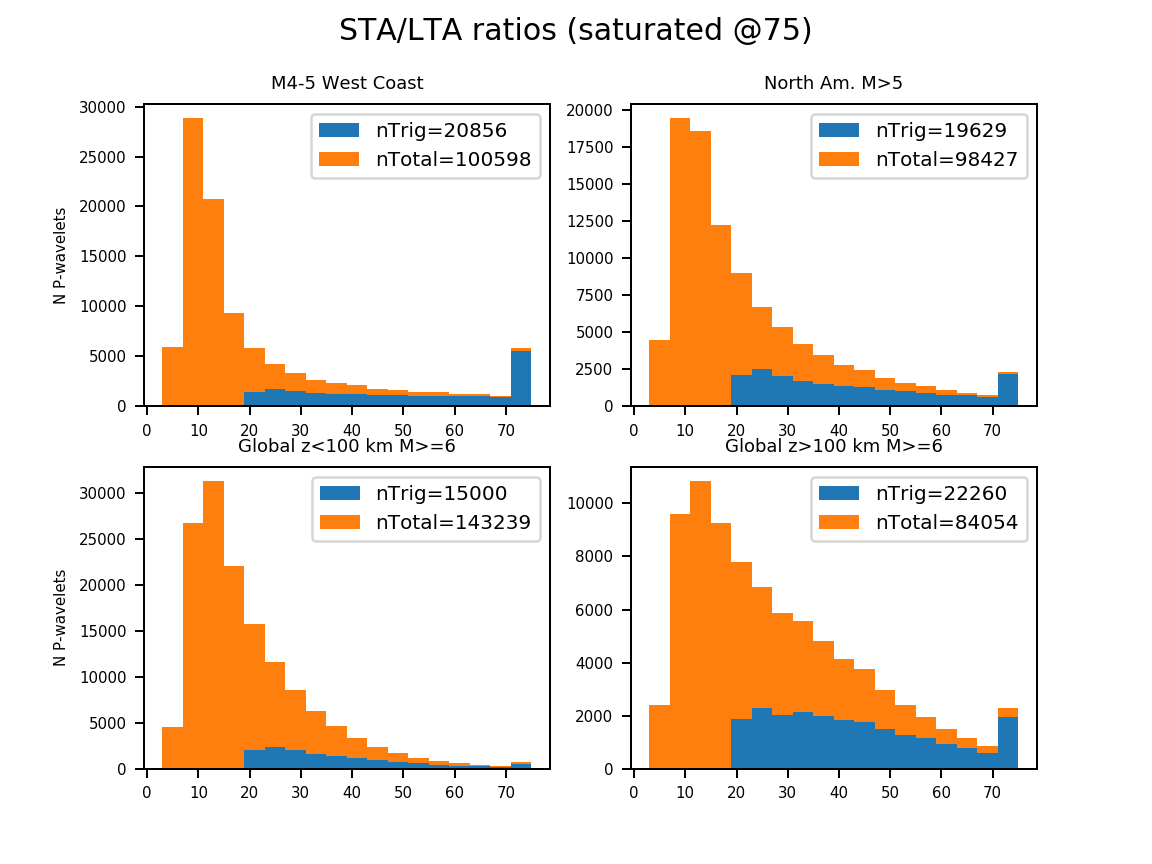 STA/LTA ratios (saturated @75)
M4-5 West Coast
N P-wavelets
30000
25000
20000
15000
10000
5000
0
nTrig=20856
nTotal=100598
0 10 20 30 40 50 60 70
North Am. M>5
20000
17500
15000
12500
10000
7500
5000
2500
0
nTrig=19629
nTotal=98427
0 10 20 30 40 50 60 70
Global z<100 km M>=6
N P-wavelets
30000
25000
20000
15000
10000
5000
0
nTrig=15000
nTotal=143239
0 10 20 30 40 50 60 70
Global z>100 km M>=6
10000
8000
6000
4000
2000
0
nTrig=22260
nTotal=84054
0 10 20 30 40 50 60 70